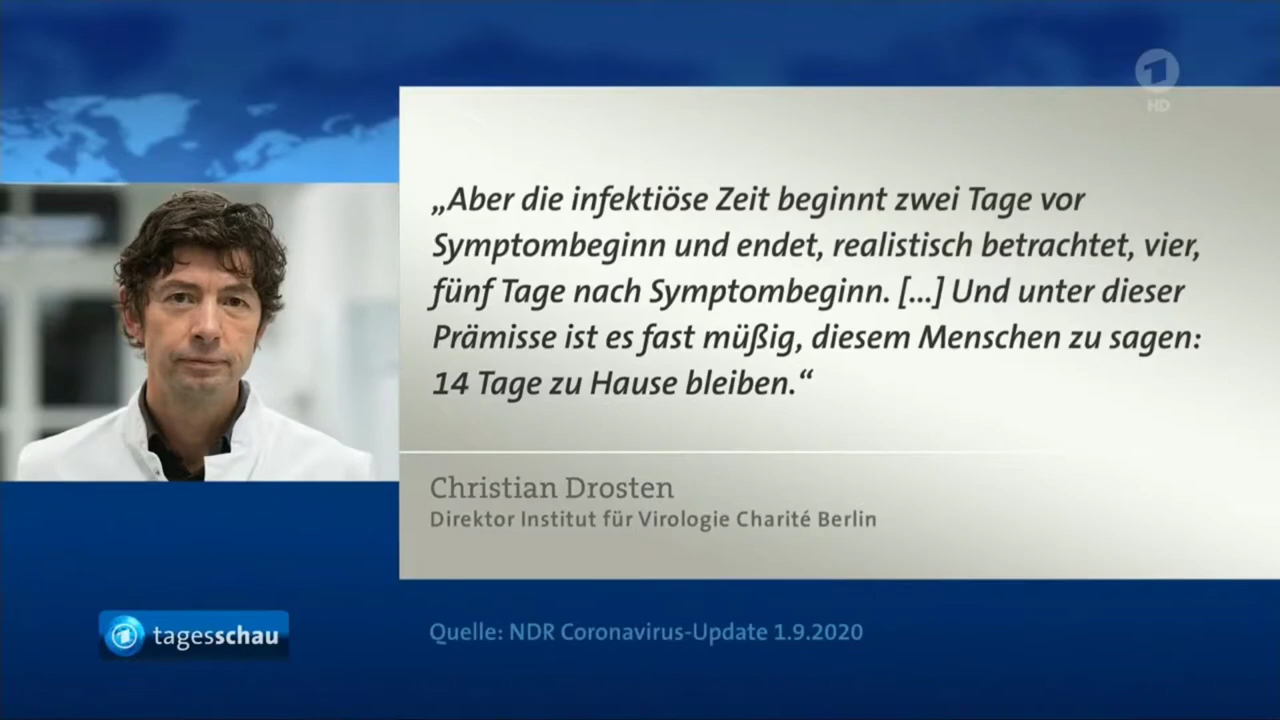 1
HD
„Aber die infektiöse Zeit beginnt zwei Tage vor
Symptombeginn und endet, realistisch betrachtet, vier,
fünf Tage nach Symptombeginn. [...] Und unter dieser
Prämisse ist es fast müßig, diesem Menschen zu sagen:
14 Tage zu Hause bleiben.“
Christian Drosten
Direktor Institut für Virologie Charité Berlin
1 tagesschau
Quelle: NDR Coronavirus-Update 1.9.2020